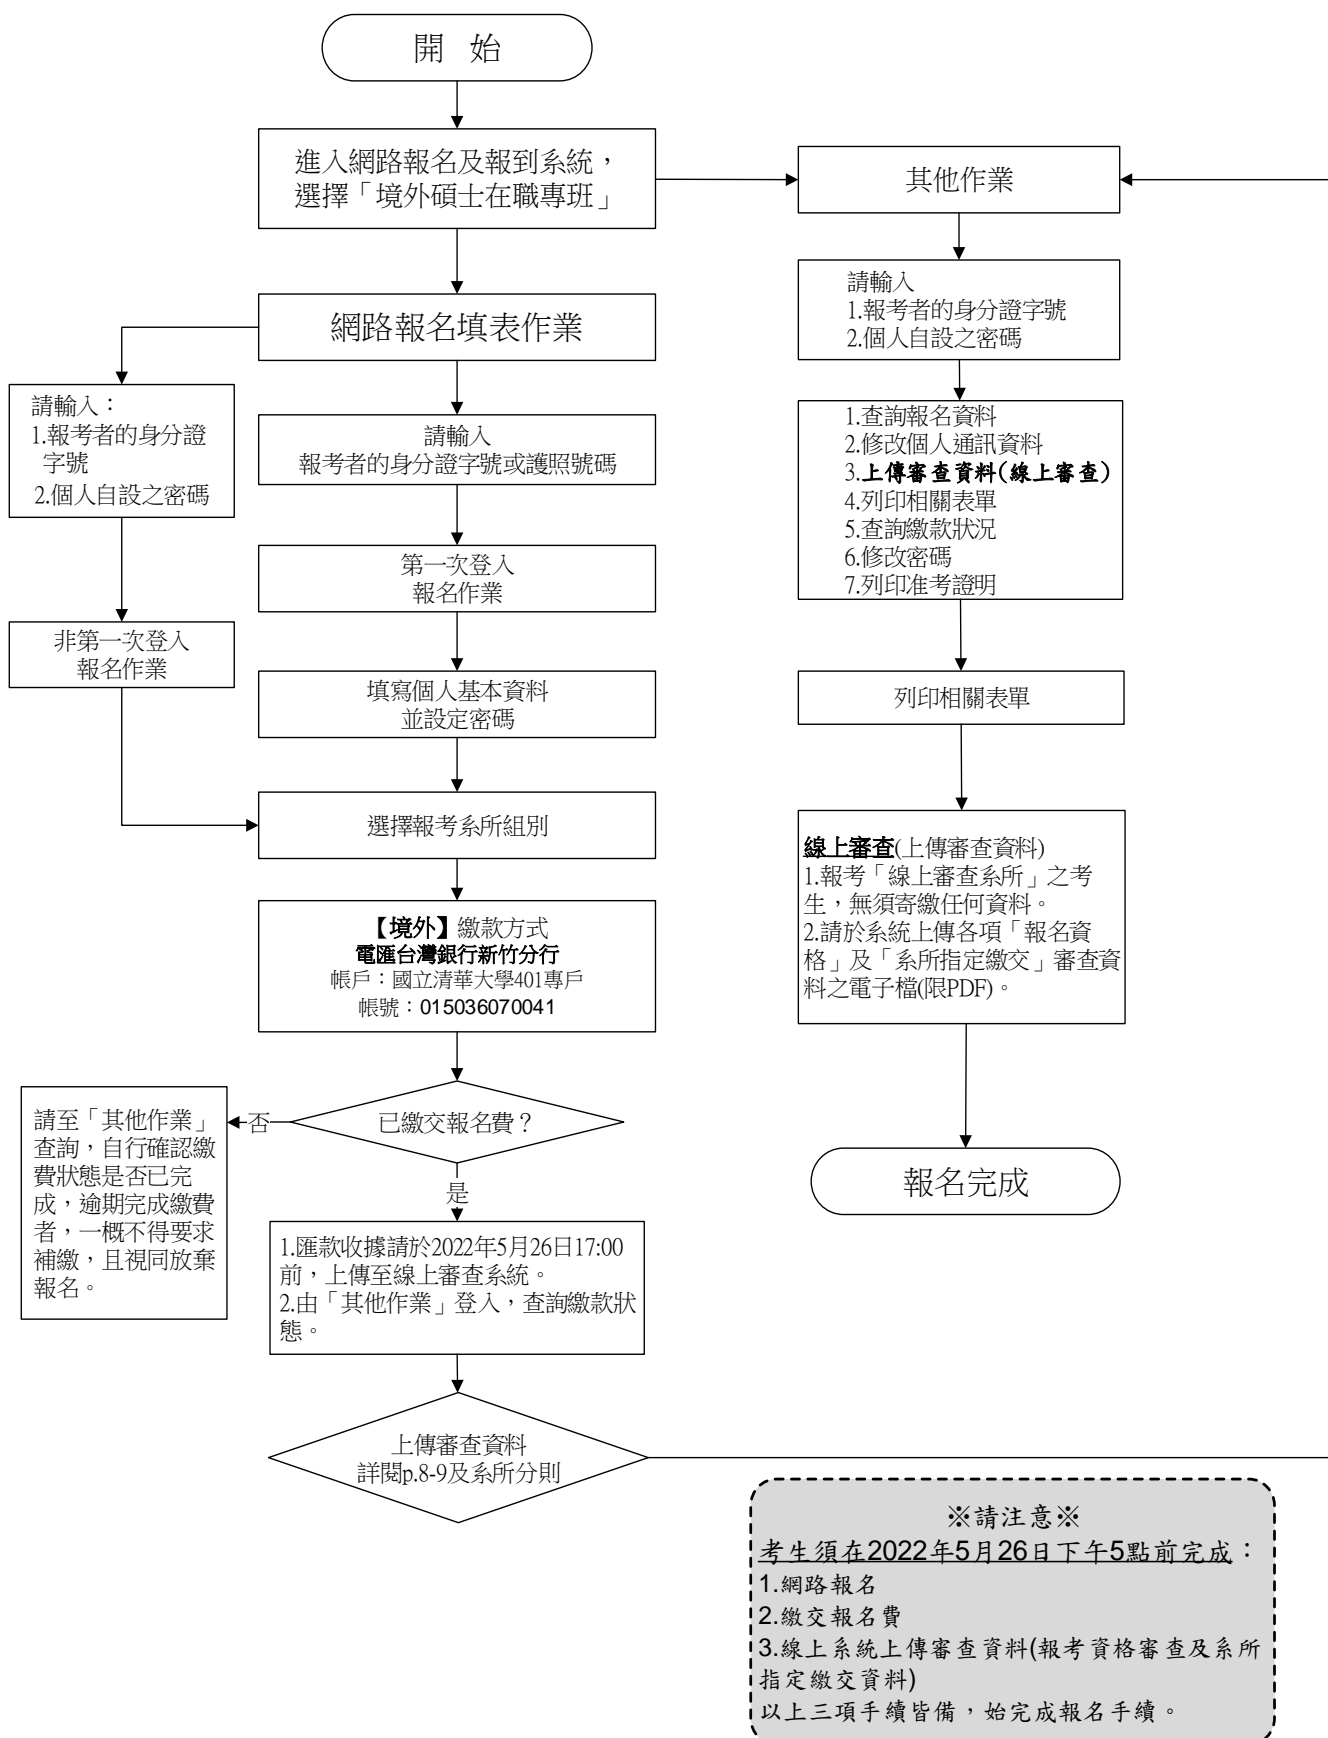 開 始
進入網路報名及報到系統，
選擇「境外碩士在職專班」
網路報名填表作業
請輸入：
1.報考者的身分證
字號
2.個人自設之密碼
非第一次登入
報名作業
請輸入
報考者的身分證字號或護照號碼
第一次登入
報名作業
填寫個人基本資料
並設定密碼
選擇報考系所組別
【境外】繳款方式
電匯台灣銀行新竹分行
帳戶：國立清華大學401專戶
帳號：015036070041
已繳交報名費？
否
請至「其他作業」
查詢，自行確認繳
費狀態是否已完
成，逾期完成繳費
者，一概不得要求
補繳，且視同放棄
報名。
是
1.匯款收據請於2022年5月26日17:00
前，上傳至線上審查系統。
2.由「其他作業」登入，查詢繳款狀
態。
上傳審查資料
詳閱p.8-9及系所分則
其他作業
請輸入
1.報考者的身分證字號
2.個人自設之密碼
1.查詢報名資料
2.修改個人通訊資料
3.上傳審查資料(線上審查)
4.列印相關表單
5.查詢繳款狀況
6.修改密碼
7.列印准考證明
列印相關表單
線上審查(上傳審查資料)
1.報考「線上審查系所」之考
生，無須寄繳任何資料。
2.請於系統上傳各項「報名資
格」及「系所指定繳交」審查資
料之電子檔(限PDF)。
報名完成
※請注意※
考生須在2022年5月26日下午5點前完成：
1.網路報名
2.繳交報名費
3.線上系統上傳審查資料(報考資格審查及系所
指定繳交資料)
以上三項手續皆備，始完成報名手續。